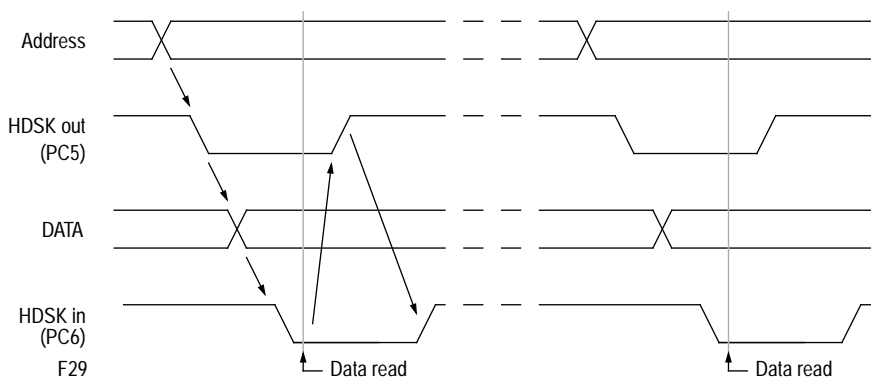 Address
HDSK out
(PC5)
DATA
HDSK in
(PC6)
F29
Data read
Data read